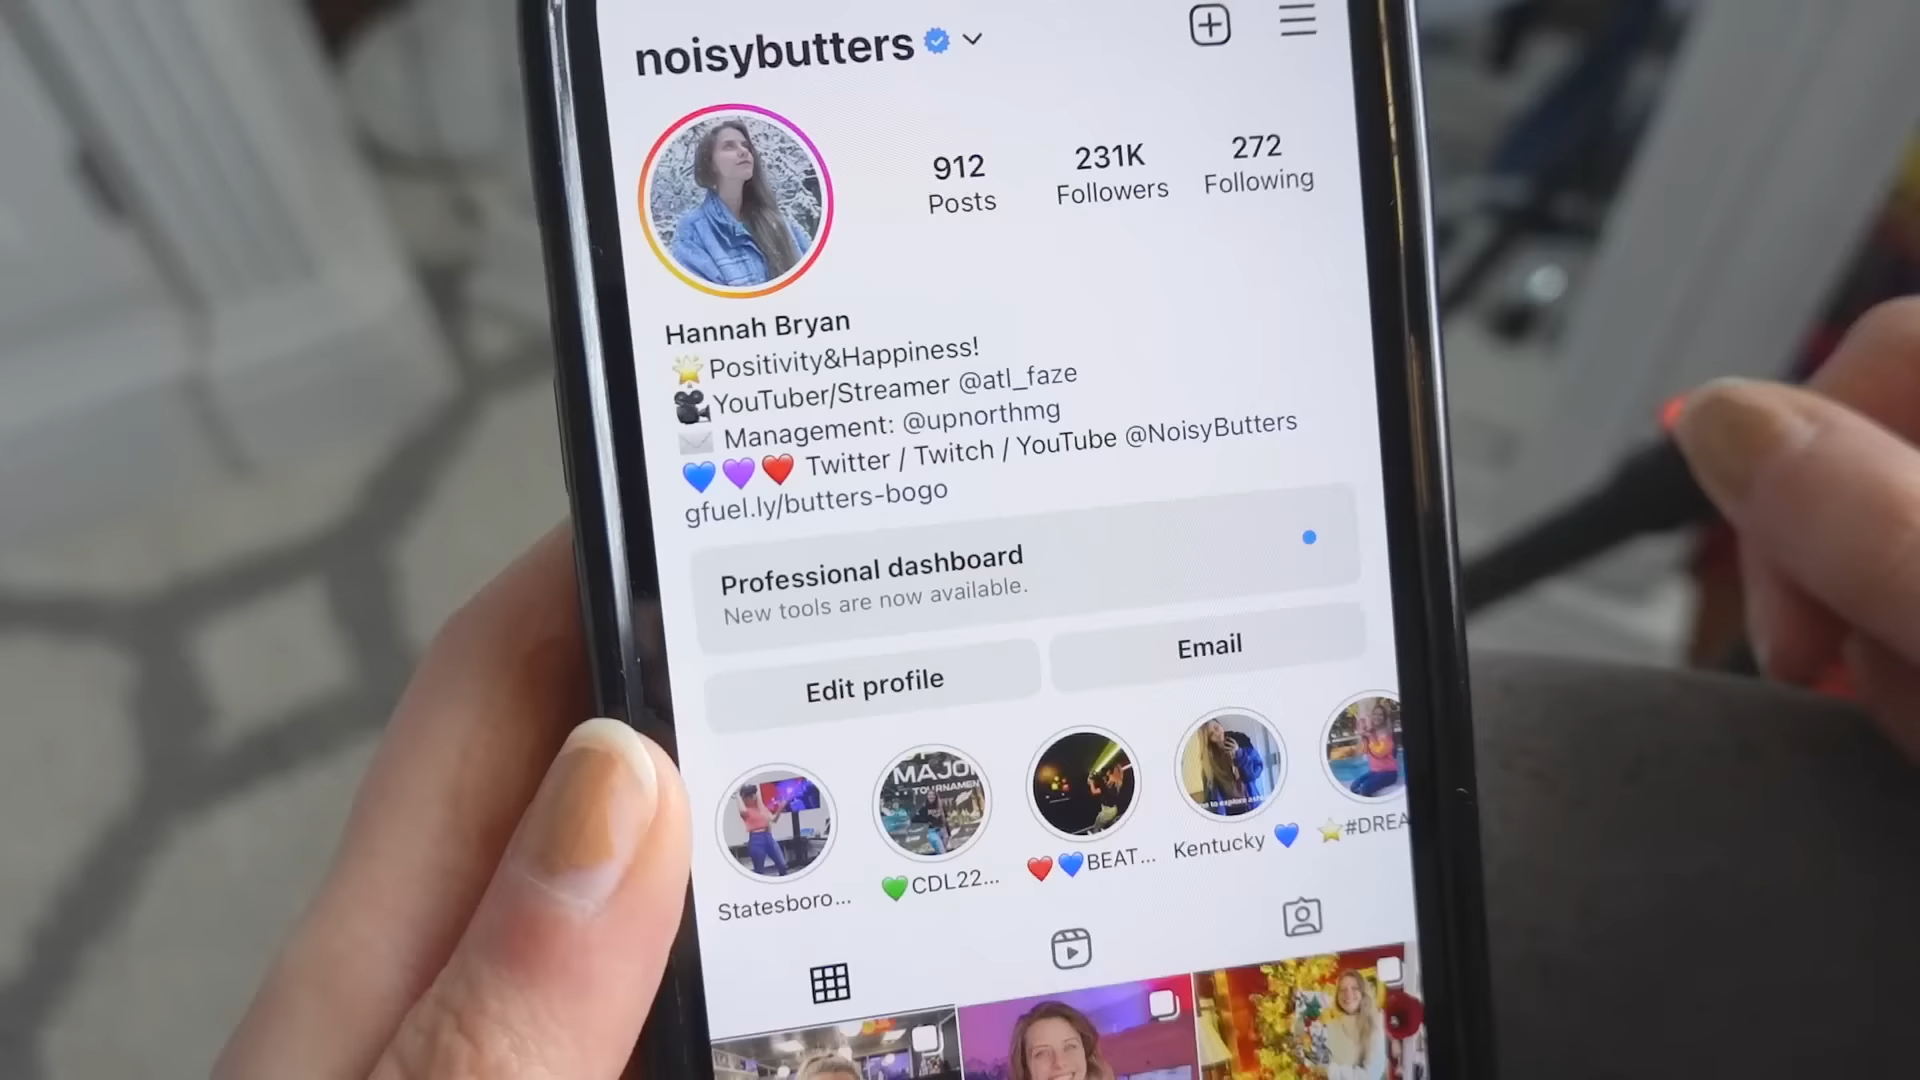 noisybutters
912
Posts
231K
Followers
272
Following
Hannah Bryan
🌟Positivity&Happiness!
🎥YouTuber/Streamer @atl_faze
✉️ Management: @upnorthmg
💙💜❤️ Twitter / Twitch / YouTube @NoisyButters
gfuel.ly/butters-bogo
Professional dashboard
New tools are now available.
Edit profile
Email
MAJOR
TOURNAMEN
Statesboro...
💚CDL22...
❤️💙BEAT...
Kentucky 💙
⭐#DREA